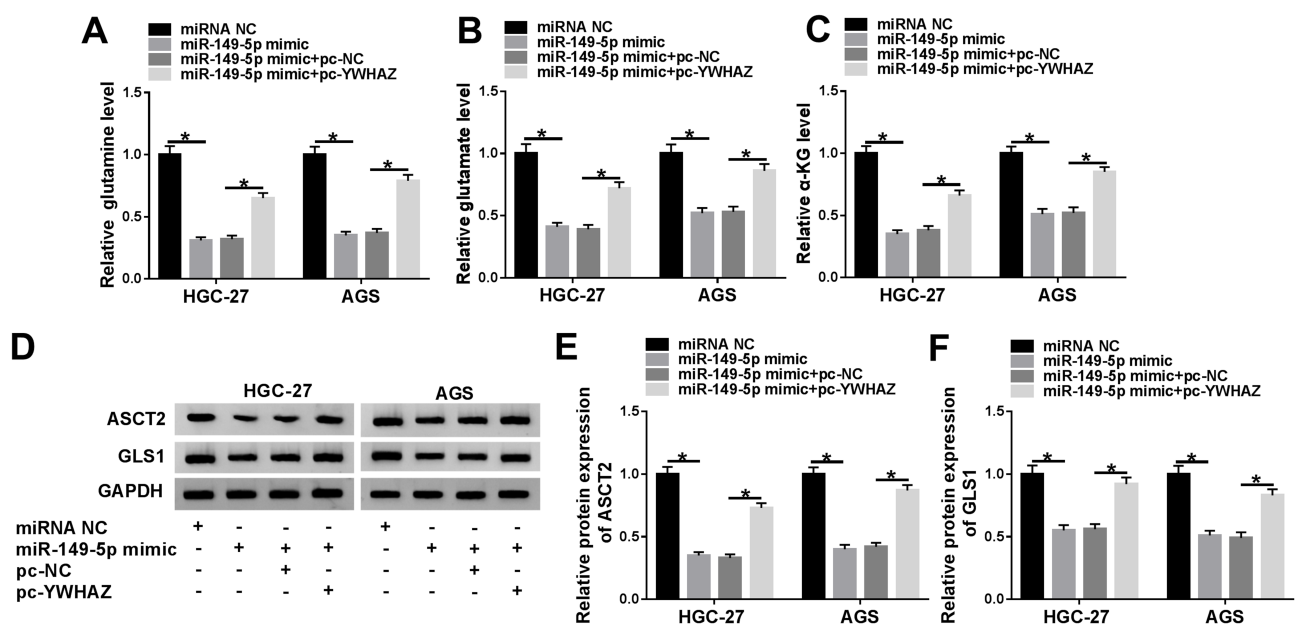 A
miRNA NC
miR-149-5p mimic
miR-149-5p mimic+pc-NC
miR-149-5p mimic+pc-YWHAZ
Relative glutamine level
1.5
1.0
0.5
0.0
* * * *
HGC-27 AGS
B
miRNA NC
miR-149-5p mimic
miR-149-5p mimic+pc-NC
miR-149-5p mimic+pc-YWHAZ
Relative glutamate level
1.5
1.0
0.5
0.0
* * * *
HGC-27 AGS
C
miRNA NC
miR-149-5p mimic
miR-149-5p mimic+pc-NC
miR-149-5p mimic+pc-YWHAZ
Relative α-KG level
1.5
1.0
0.5
0.0
* * * *
HGC-27 AGS
D
HGC-27 AGS
ASCT2
GLS1
GAPDH
miRNA NC + - - - + - - -
miR-149-5p mimic - + + + - + + +
pc-NC - - + - - - + -
pc-YWHAZ - - - + - - - +
E
miRNA NC
miR-149-5p mimic
miR-149-5p mimic+pc-NC
miR-149-5p mimic+pc-YWHAZ
Relative protein expression
of ASCT2
1.5
1.0
0.5
0.0
* * * *
HGC-27 AGS
F
miRNA NC
miR-149-5p mimic
miR-149-5p mimic+pc-NC
miR-149-5p mimic+pc-YWHAZ
Relative protein expression
of GLS1
1.5
1.0
0.5
0.0
* * * *
HGC-27 AGS